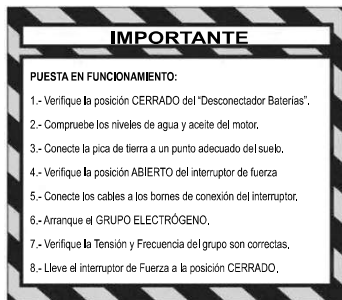 IMPORTANTE
PUESTA EN FUNCIONAMIENTO:
1.- Verifique la posición CERRADO del "Desconectador Baterías".
2.- Compruebe los niveles de agua y aceite del motor.
3.- Conecte la pica de tierra a un punto adecuado del suelo.
4.- Verifique la posición ABIERTO del interruptor de fuerza
5.- Conecte los cables a los bornes de conexión del interruptor.
6.- Arranque el GRUPO ELECTRÓGENO.
7.- Verifique la Tensión y Frecuencia del grupo son correctas.
8.- Lleve el interruptor de Fuerza a la posición CERRADO.